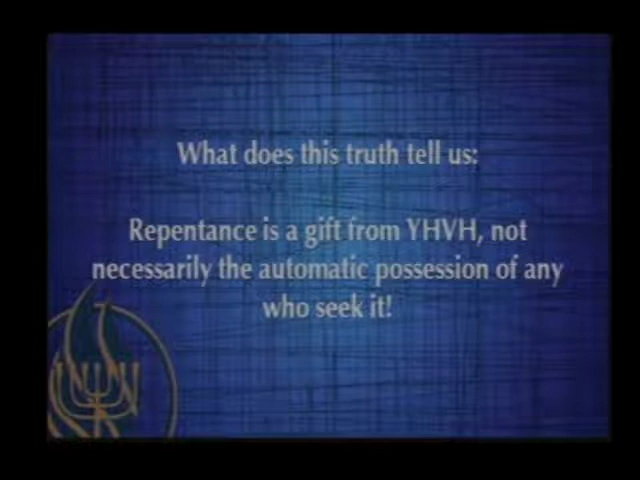 What does this truth tell us:
Repentance is a gift from YHVH, not
necessarily the automatic possession of any
who seek it!